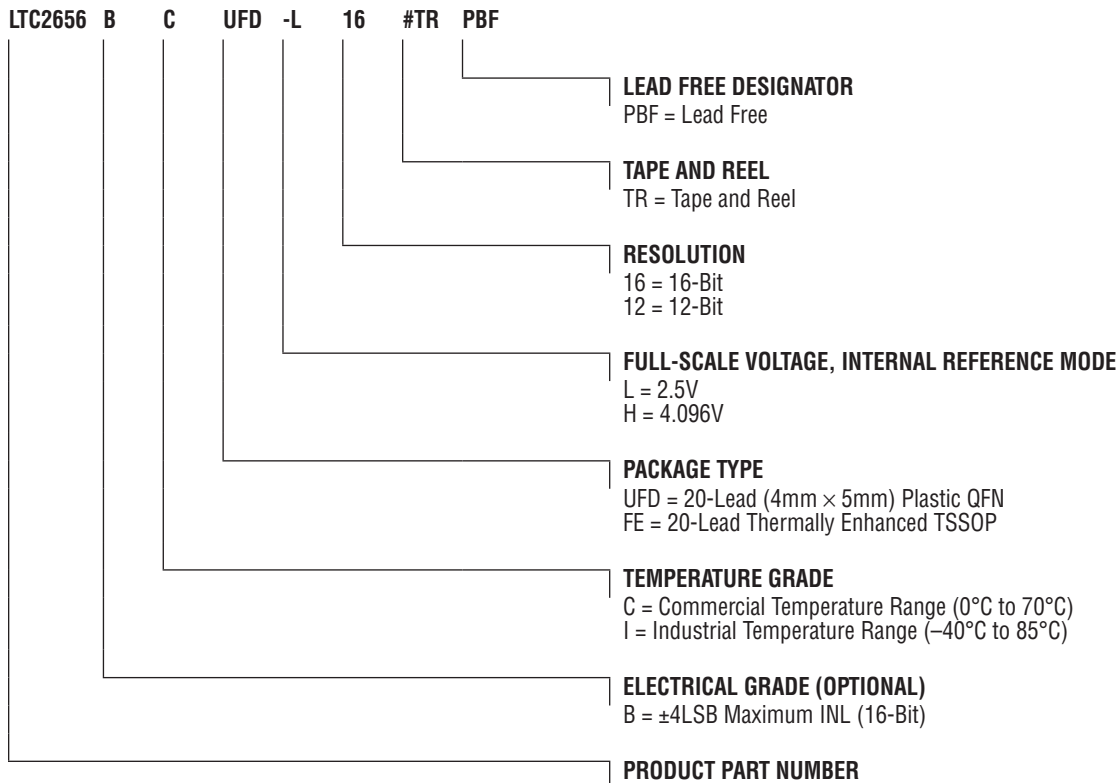 LTC2656 B C UFD -L 16 #TR PBF
LEAD FREE DESIGNATOR
PBF = Lead Free
TAPE AND REEL
TR = Tape and Reel
RESOLUTION
16 = 16-Bit
12 = 12-Bit
FULL-SCALE VOLTAGE, INTERNAL REFERENCE MODE
L = 2.5V
H = 4.096V
PACKAGE TYPE
UFD = 20-Lead (4mm × 5mm) Plastic QFN
FE = 20-Lead Thermally Enhanced TSSOP
TEMPERATURE GRADE
C = Commercial Temperature Range (0°C to 70°C)
I = Industrial Temperature Range (–40°C to 85°C)
ELECTRICAL GRADE (OPTIONAL)
B = ±4LSB Maximum INL (16-Bit)
PRODUCT PART NUMBER